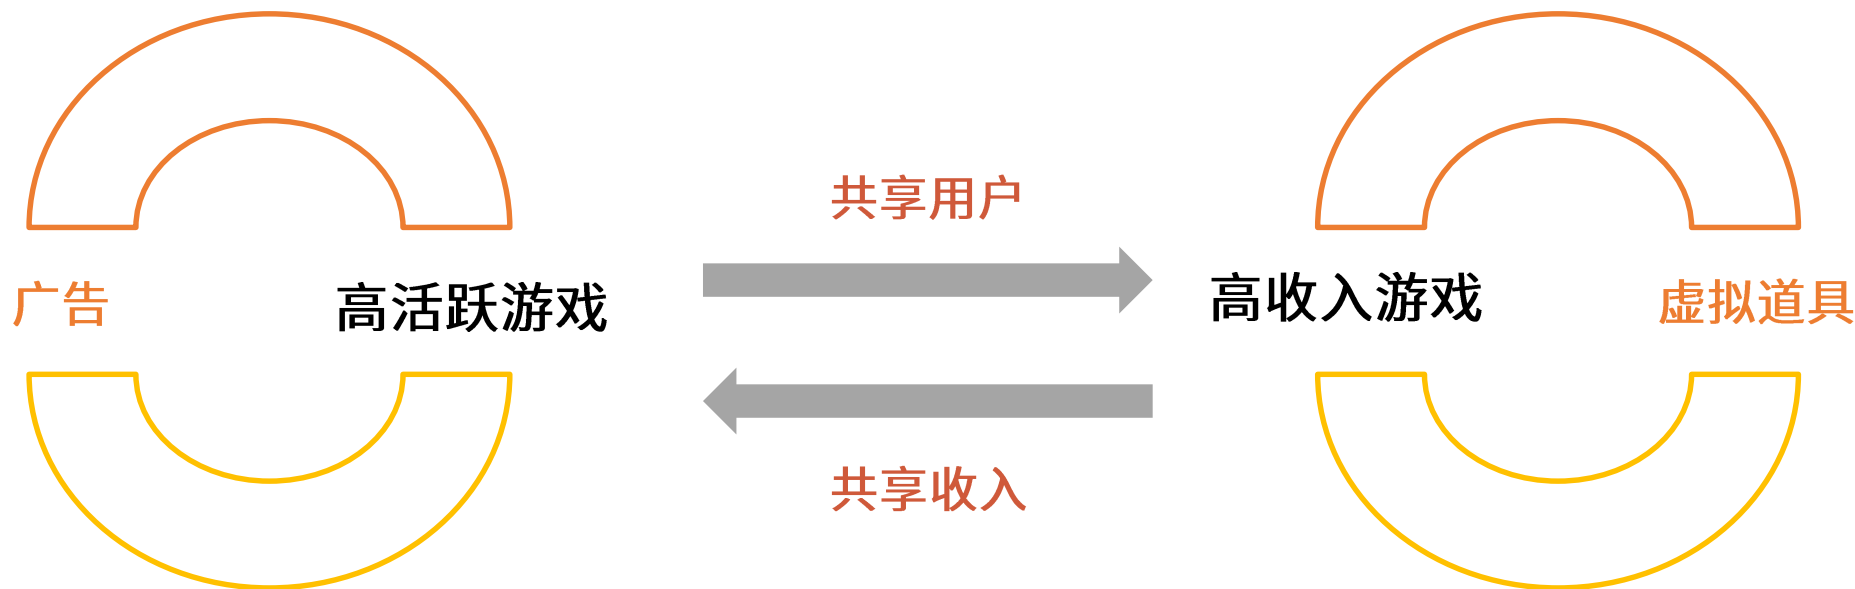 广告
高活跃游戏
共享用户
共享收入
高收入游戏
虚拟道具